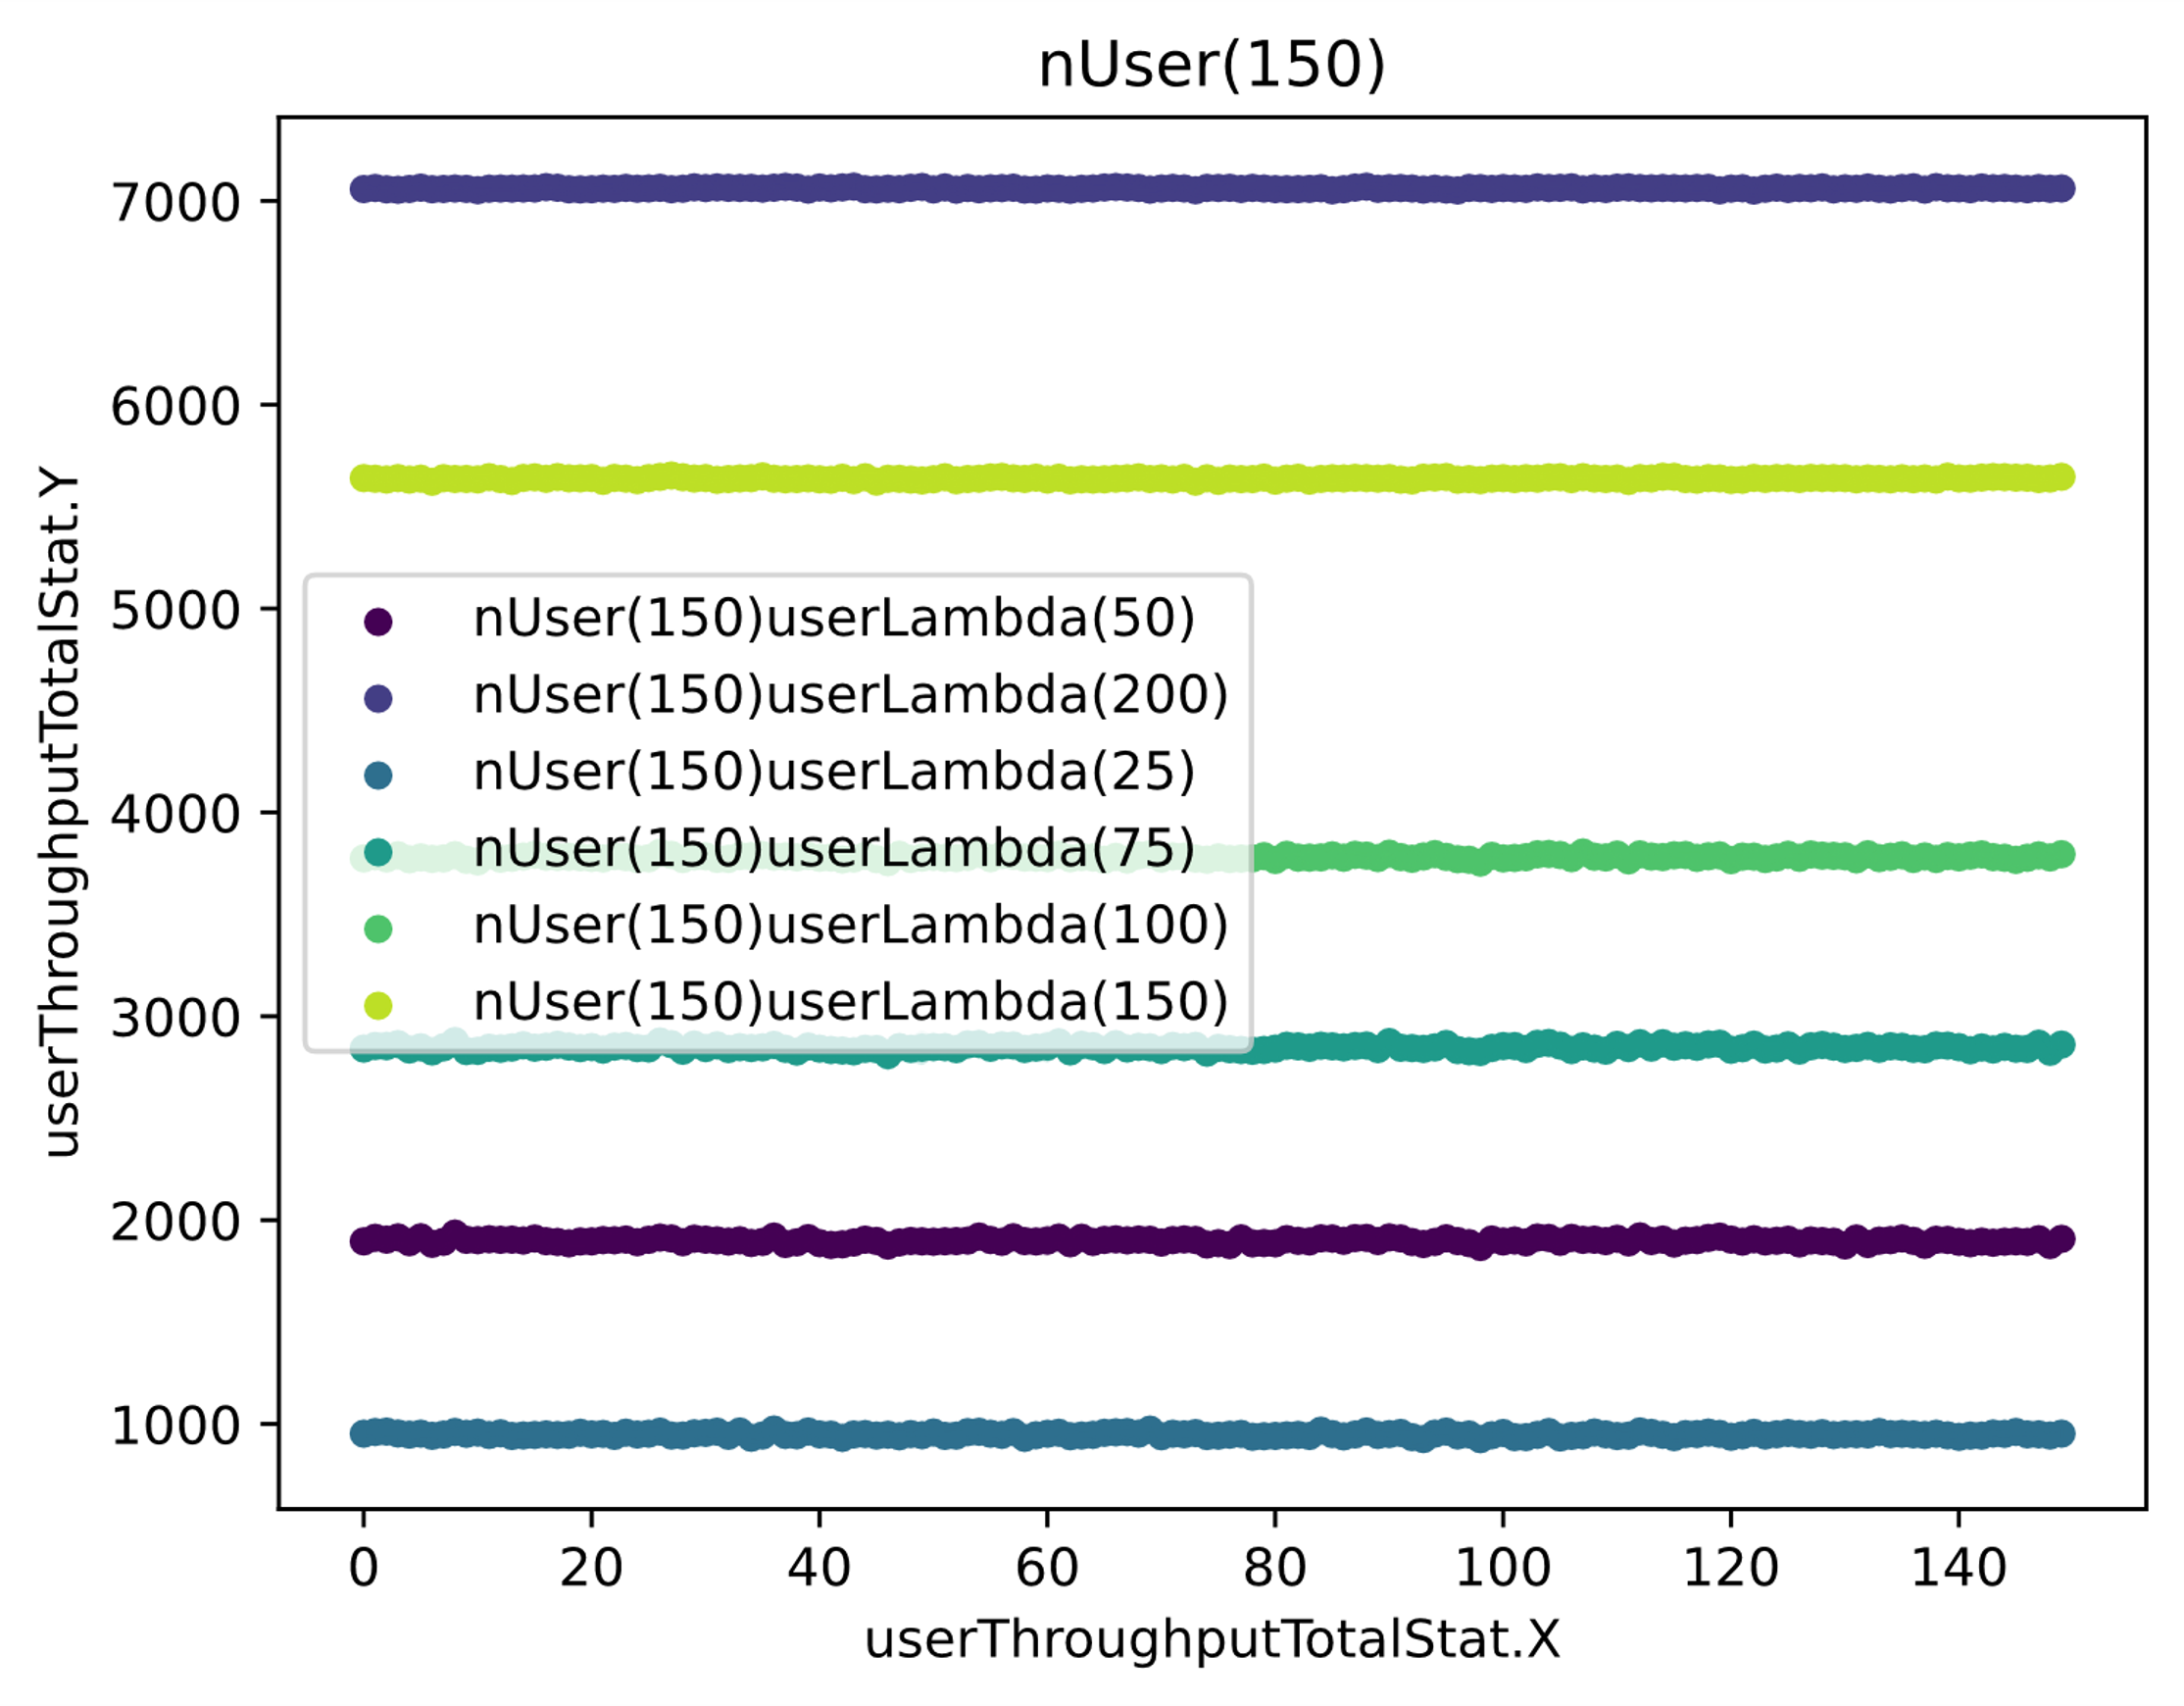 nUser(150)
userThroughputTotalStat.Y
7000
6000
5000
4000
3000
2000
1000
nUser(150)userLambda(50)
nUser(150)userLambda(200)
nUser(150)userLambda(25)
nUser(150)userLambda(75)
nUser(150)userLambda(100)
nUser(150)userLambda(150)
0 20 40 60 80 100 120 140
userThroughputTotalStat.X